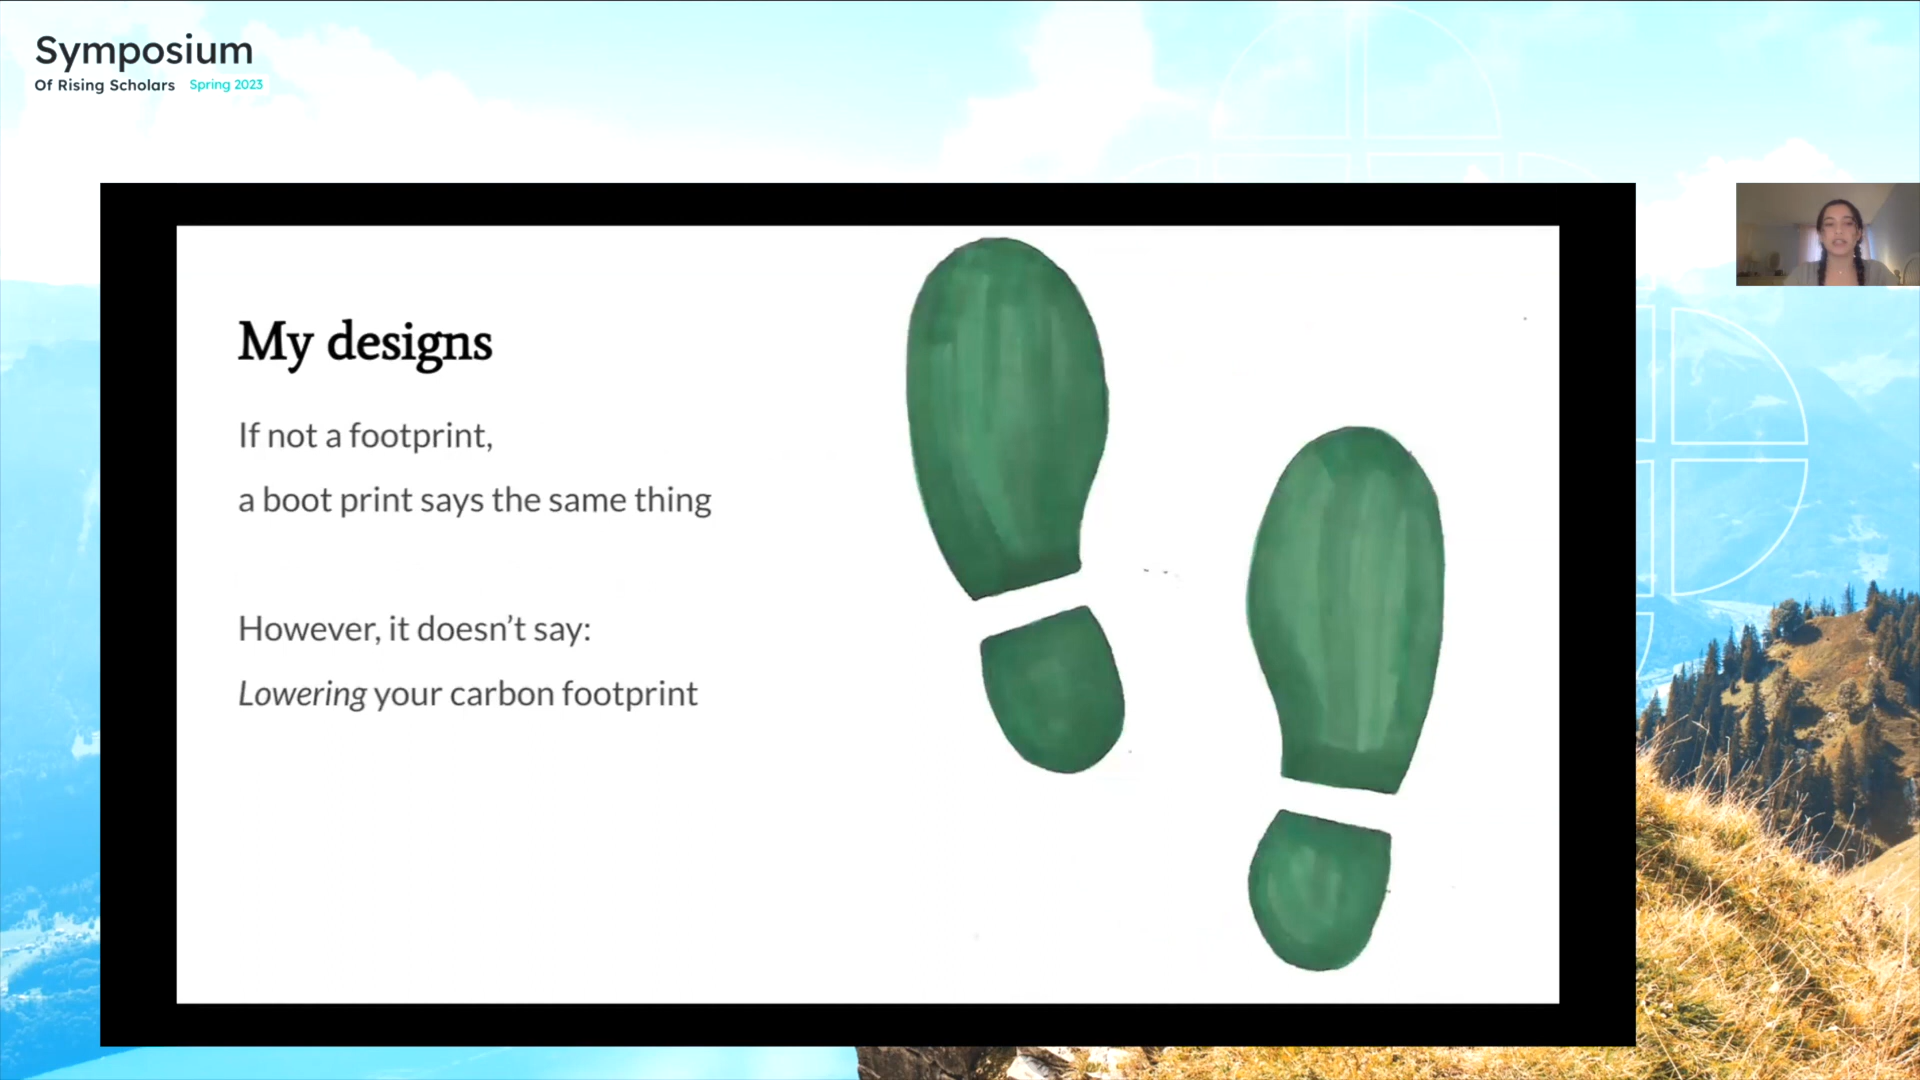 Symposium
Of Rising Scholars Spring 2023
My designs
If not a footprint,
a boot print says the same thing
However, it doesn’t say:
Lowering your carbon footprint